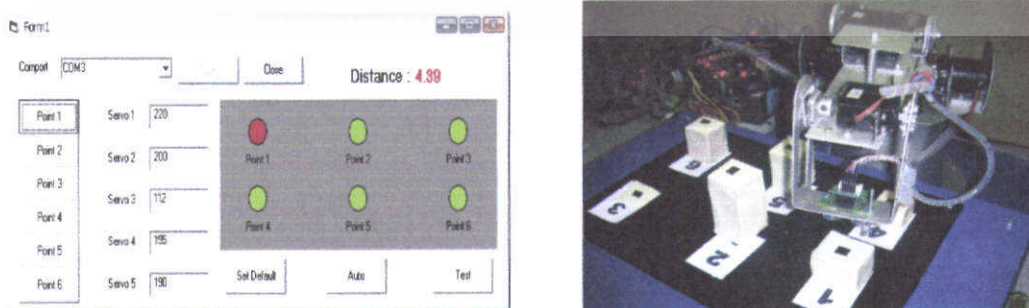 Form1
Comport COM3 Close
Distance : 4.39
Point 1
Point 2
Point 3
Point 4
Point 5
Point 6
Servo 1 220
Servo 2 200
Servo 3 112
Servo 4 195
Servo 5 190
Point 1 Point 2 Point 3
Point 4 Point 5 Point 6
Set Default Auto Test
6
3
5
4
2
1